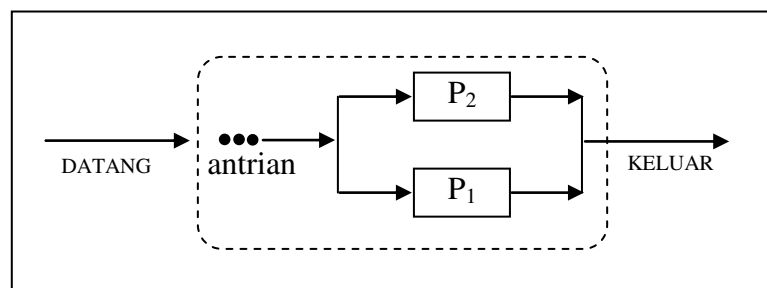 P₂
DATANG
antrian
KELUAR
P₁